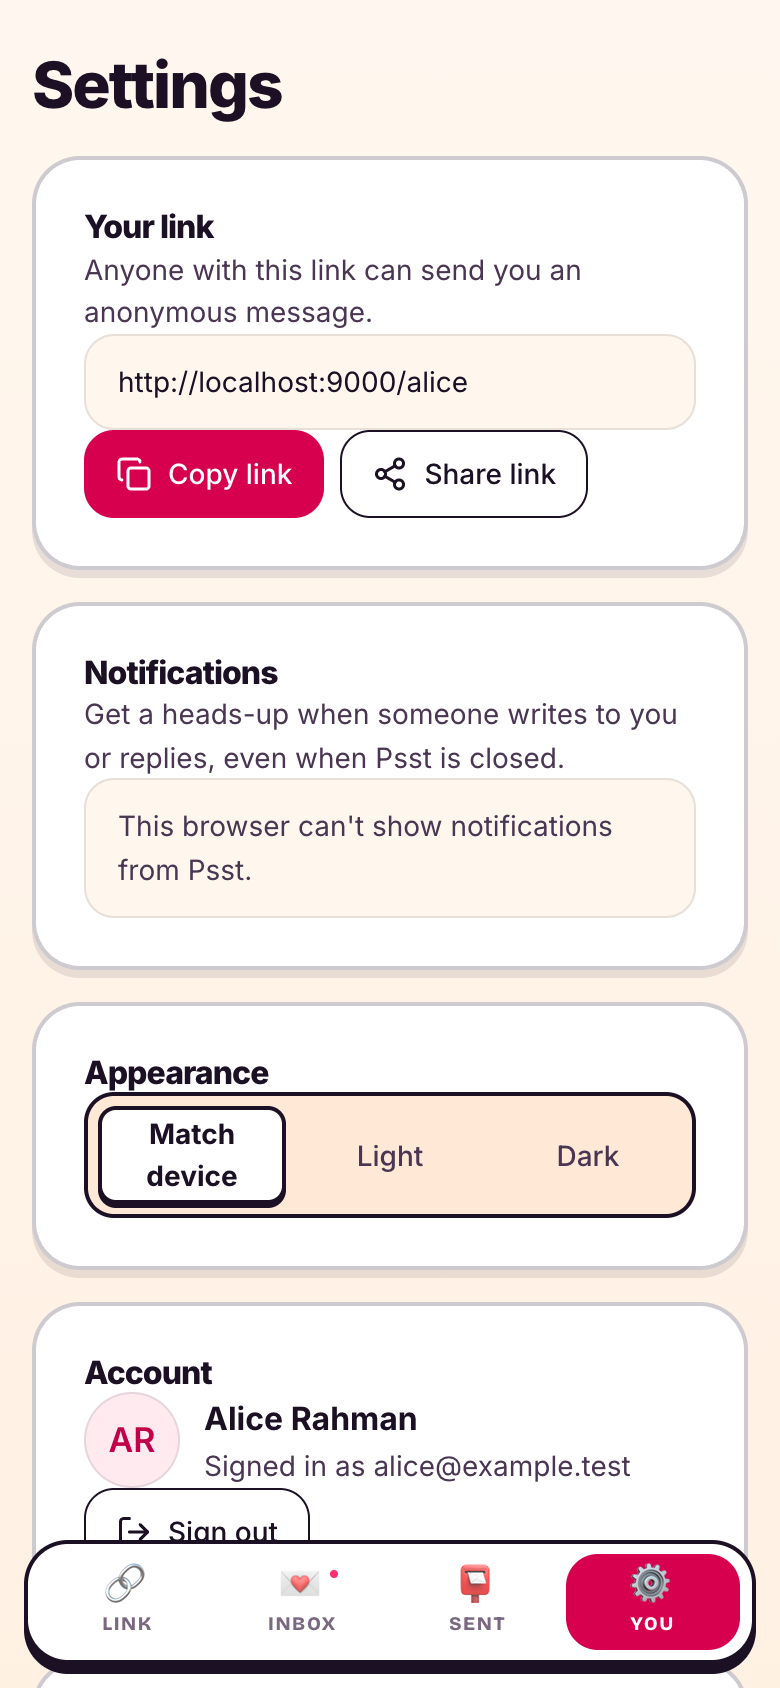 Settings
Your link
Anyone with this link can send you an
anonymous message.
http://localhost:9000/alice
Copy link
Share link
Notifications
Get a heads-up when someone writes to you
or replies, even when Psst is closed.
This browser can't show notifications
from Psst.
Appearance
Match
device
Light
Dark
Account
AR
Alice Rahman
Signed in as alice@example.test
Sign out
LINK
INBOX
SENT
YOU